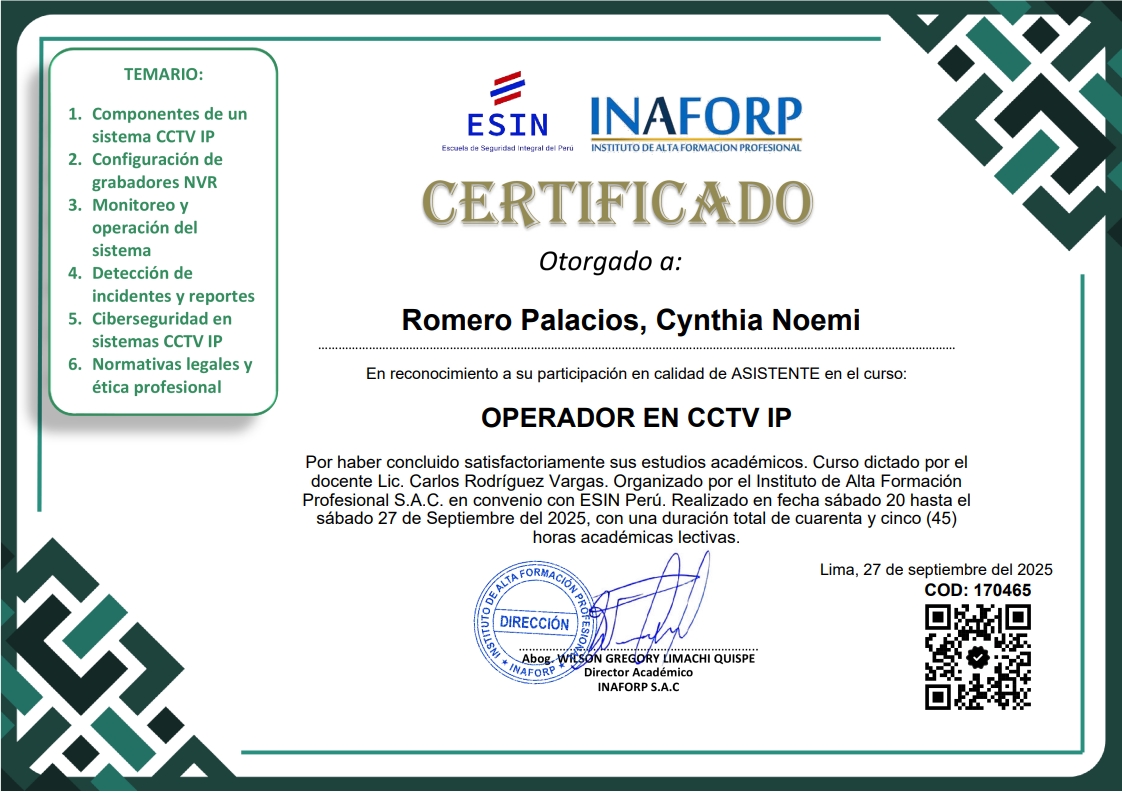 TEMARIO:
1. Componentes de un
sistema CCTV IP
2. Configuración de
grabadores NVR
3. Monitoreo y
operación del
sistema
4. Detección de
incidentes y reportes
5. Ciberseguridad en
sistemas CCTV IP
6. Normativas legales y
ética profesional
ESIN
Escuela de Seguridad Integral del Perú
INAFORP
INSTITUTO DE ALTA FORMACION PROFESIONAL
CERTIFICADO
Otorgado a:
Romero Palacios, Cynthia Noemi
En reconocimiento a su participación en calidad de ASISTENTE en el curso:
OPERADOR EN CCTV IP
Por haber concluido satisfactoriamente sus estudios académicos. Curso dictado por el
docente Lic. Carlos Rodríguez Vargas. Organizado por el Instituto de Alta Formación
Profesional S.A.C. en convenio con ESIN Perú. Realizado en fecha sábado 20 hasta el
sábado 27 de Septiembre del 2025, con una duración total de cuarenta y cinco (45)
horas académicas lectivas.
INSTITUTO DE ALTA FORMACIÓN PROFESIONAL
DIRECCIÓN
INAFORP
Abog. WILSON GREGORY LIMACHI QUISPE
Director Académico
INAFORP S.A.C
Lima, 27 de septiembre del 2025
COD: 170465